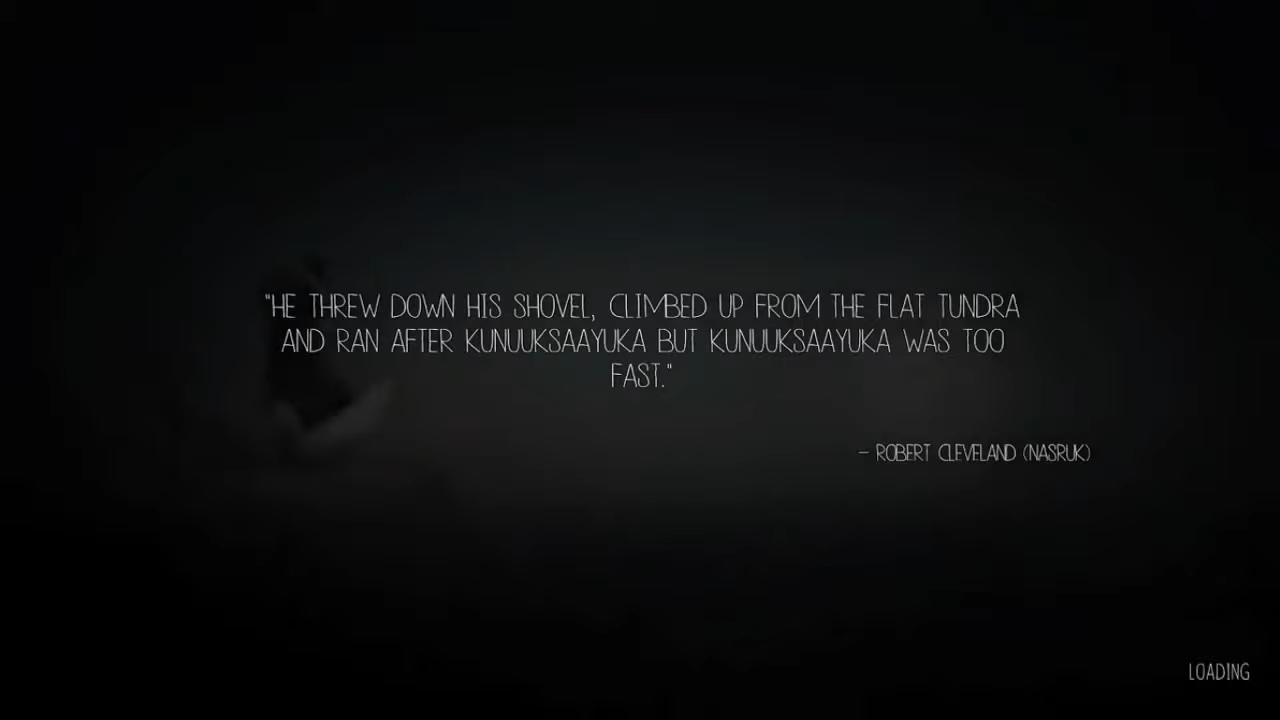 "HE THREW DOWN HIS SHOVEL, CLIMBED UP FROM THE FLAT TUNDRA
AND RAN AFTER KUNUUKSAAYUKA BUT KUNUUKSAAYUKA WAS TOO
FAST."
– ROBERT CLEVELAND (NASRUK)
LOADING